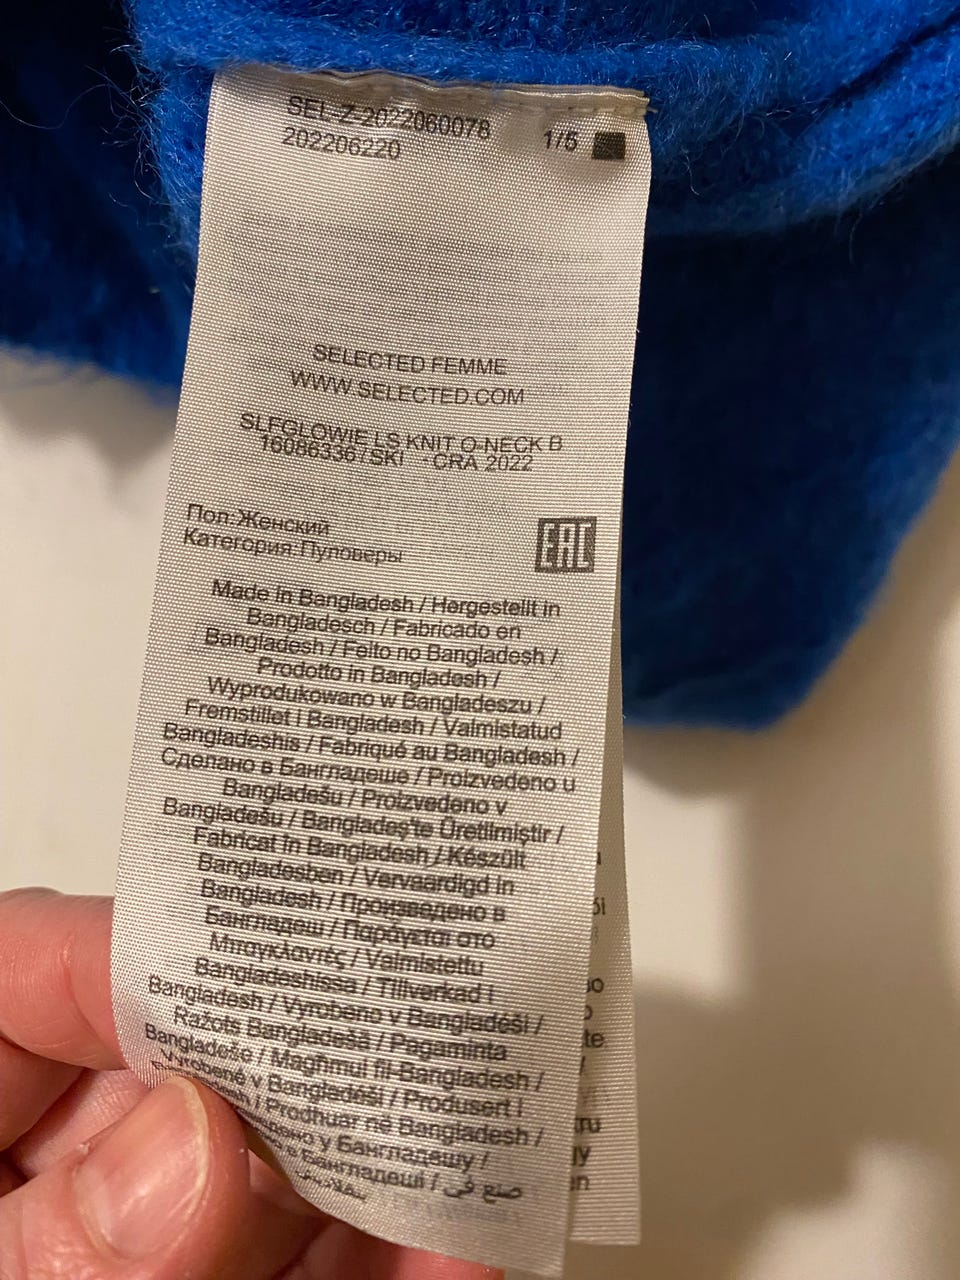 SEL-Z-2022060078
202206220
1/5
SELECTED FEMME
WWW.SELECTED.COM
SLFGLOWIE LS KNIT O-NECK B
16086336 / SKI - CRA 2022
Пол:Женский
Категория:Пуловеры
EAC
Made in Bangladesh / Hergestellt in
Bangladesch / Fabricado en
Bangladesh / Feito no Bangladesh /
Prodotto in Bangladesh /
Wyprodukowano w Bangladeszu /
Fremstillet i Bangladesh / Valmistatud
Bangladeshis / Fabriqué au Bangladesh /
Сделано в Бангладеше / Proizvedeno u
Bangladešu / Proizvedeno v
Bangladešu / Bangladeş'te Üretilmiştir /
Fabricat în Bangladesh / Készült
Bangladesben / Vervaardigd in
Bangladesh / Произведено в
Бангладеш / Παράγεται στο
Μπαγκλαντές / Valmistettu
Bangladeshissa / Tillverkad i
Bangladesh / Vyrobeno v Bangladéši /
Ražots Bangladešā / Pagaminta
Bangladeše / Magħmul fil-Bangladesh /
Vyrobené v Bangladéši / Produsert i
/ Prodhuar në Bangladesh /
у Бангладешу /
Бангладеші / صنع في